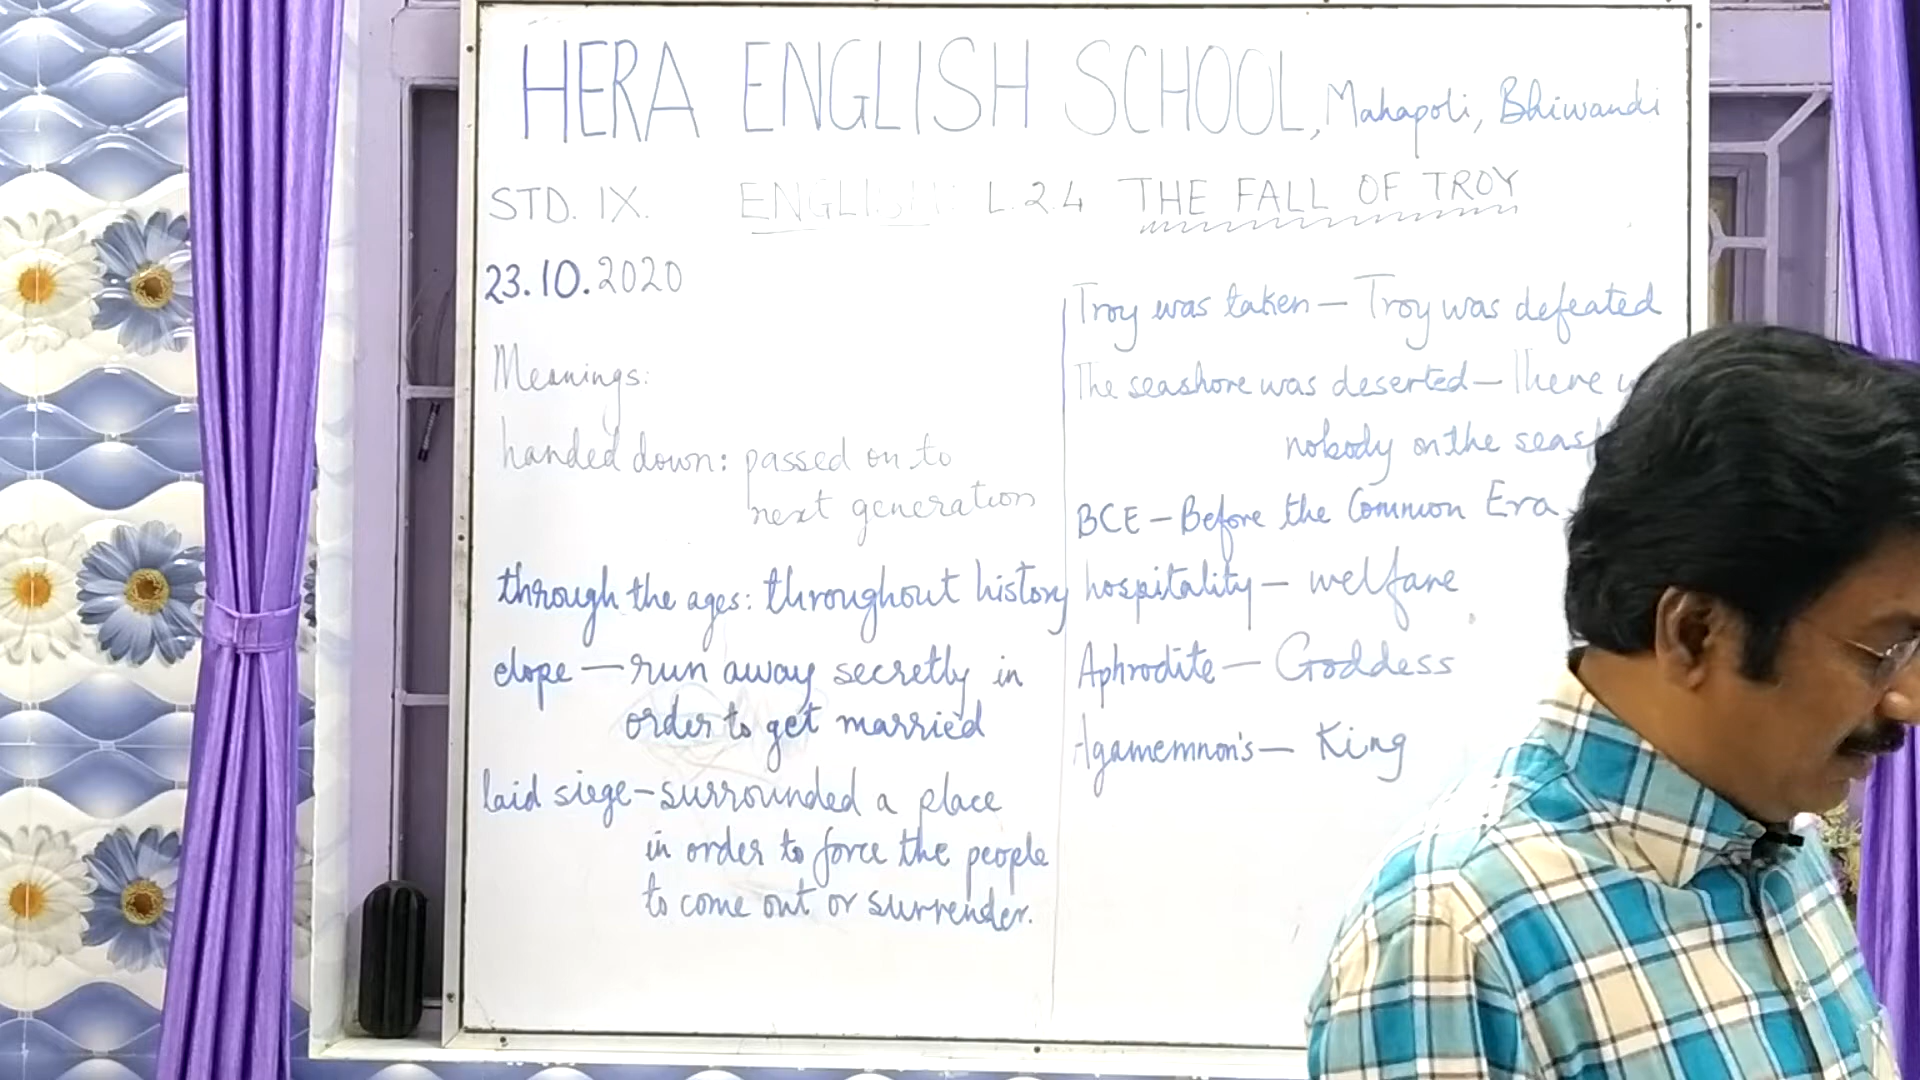 HERA ENGLISH SCHOOL, Mahapoli, Bhiwandi
STD. IX. ENGLISH: L.2.4 THE FALL OF TROY
23.10.2020
Meanings:
handed down: passed on to
next generation
through the ages: throughout history
elope — run away secretly in
order to get married
laid siege – surrounded a place
in order to force the people
to come out or surrender.
Troy was taken — Troy was defeated
The seashore was deserted — There
nobody on the
BCE — Before the Common Era
hospitality — welfare
Aphrodite — Goddess
Agamemnon's — King